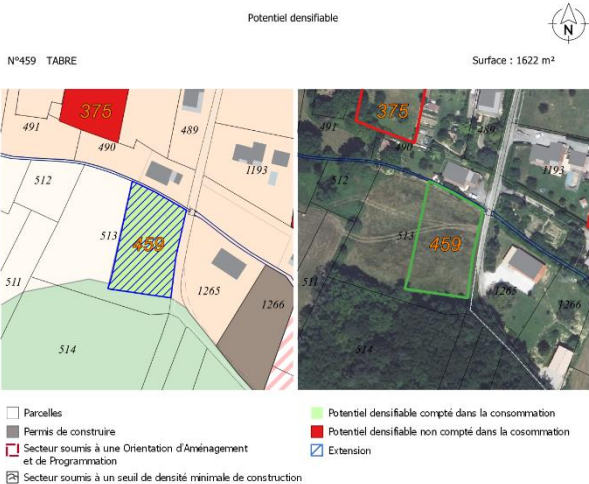 Potentiel densifiable
N
N°459 TABRE
Surface : 1622 m²
375
491
490
489
1193
512
513
459
511
1265
1266
514
375
491
490
489
1193
512
513
459
511
1265
1266
514
Parcelles
Permis de construire
Secteur soumis à une Orientation d'Aménagement
et de Programmation
Secteur soumis à un seuil de densité minimale de construction
Potentiel densifiable compté dans la consommation
Potentiel densifiable non compté dans la cosommation
Extension